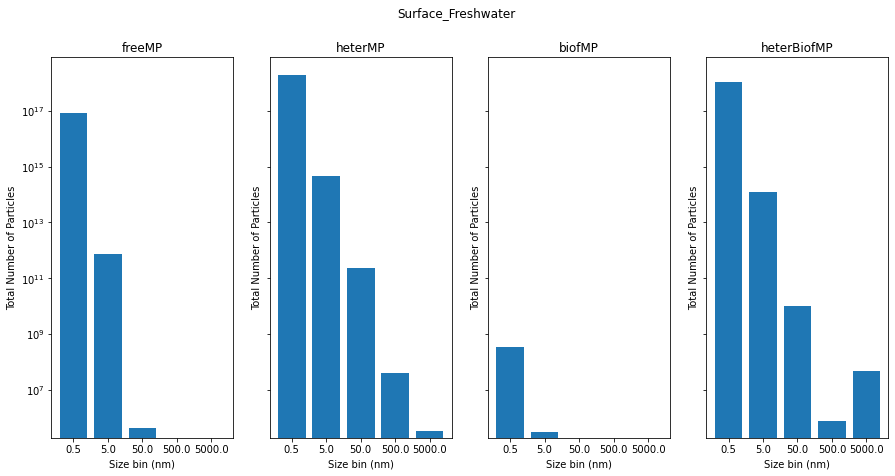 Surface_Freshwater
freeMP
heterMP
biofMP
heterBiofMP
Total Number of Particles
10^17
10^15
10^13
10^11
10^9
10^7
0.5 5.0 50.0 500.0 5000.0
Size bin (nm)
Total Number of Particles
0.5 5.0 50.0 500.0 5000.0
Size bin (nm)
Total Number of Particles
0.5 5.0 50.0 500.0 5000.0
Size bin (nm)
Total Number of Particles
0.5 5.0 50.0 500.0 5000.0
Size bin (nm)